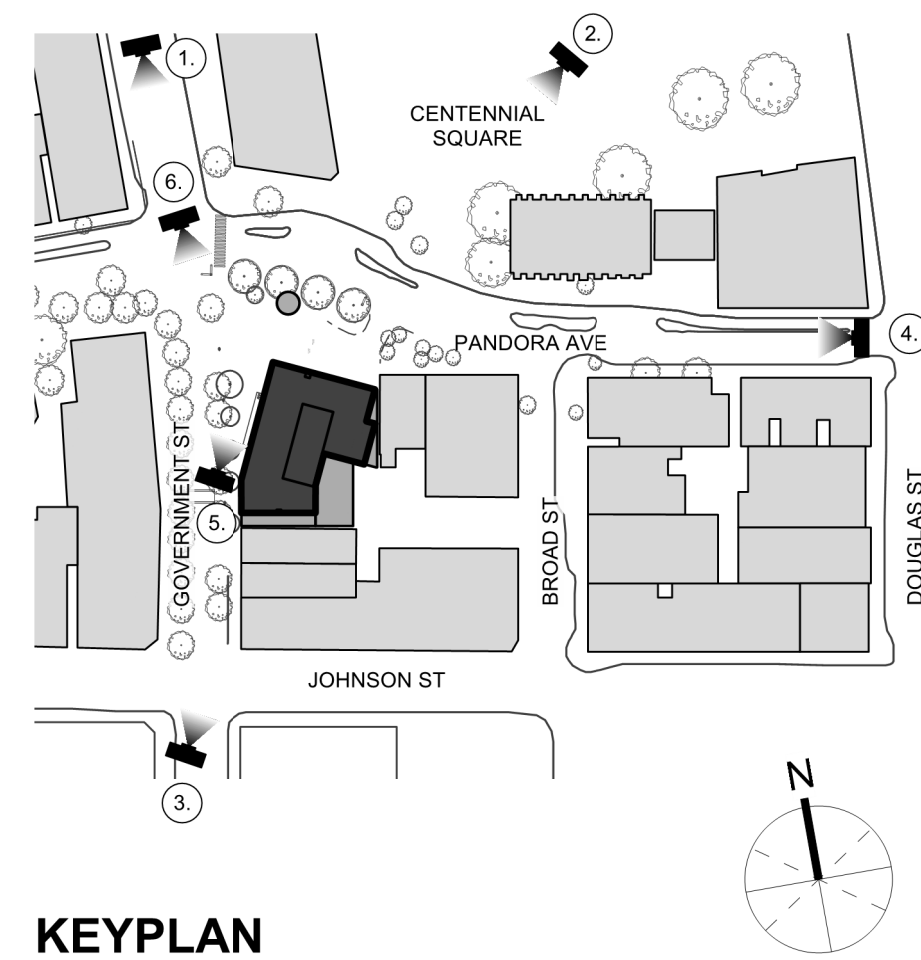 1.
2.
CENTENNIAL
SQUARE
6.
PANDORA AVE
4.
GOVERNMENT ST
5.
BROAD ST
DOUGLAS ST
JOHNSON ST
3.
N
KEYPLAN